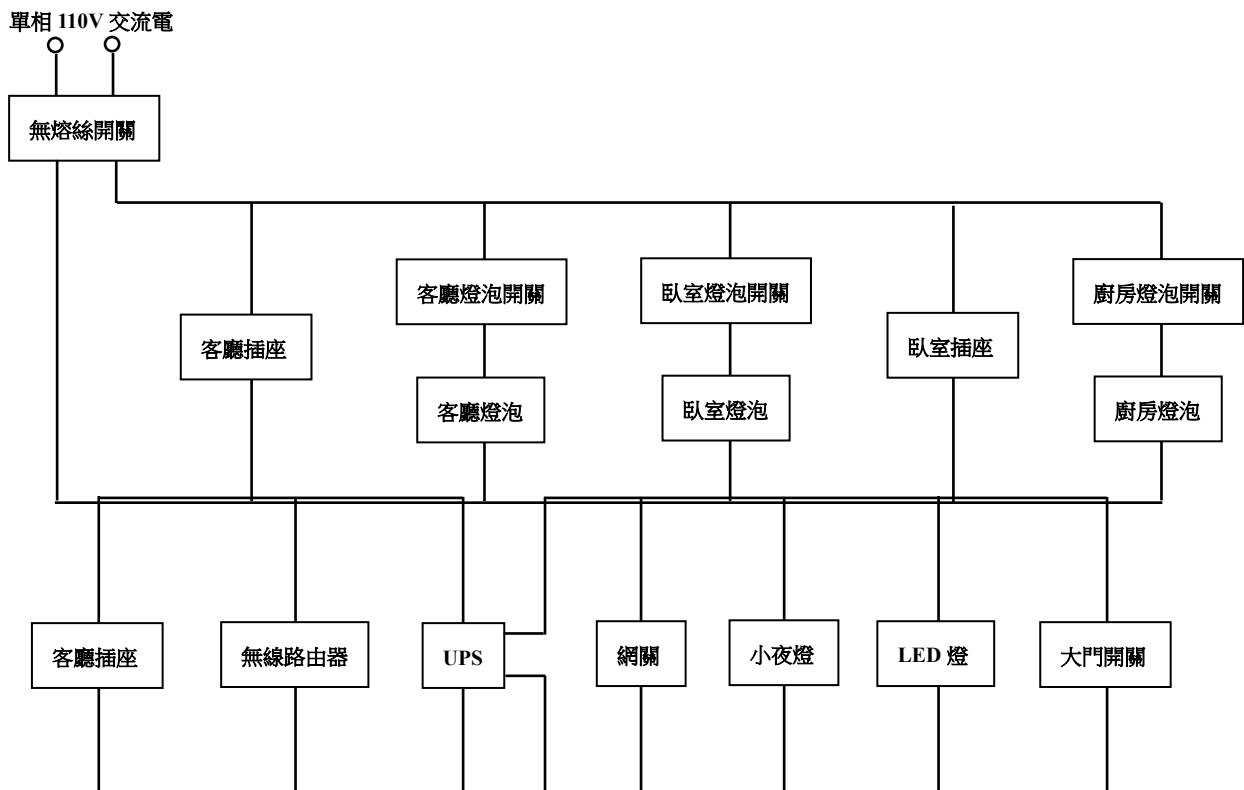 單相 110V 交流電
無熔絲開關
客廳燈泡開關
臥室燈泡開關
廚房燈泡開關
客廳插座
臥室插座
客廳燈泡
臥室燈泡
廚房燈泡
客廳插座
無線路由器
UPS
網關
小夜燈
LED 燈
大門開關